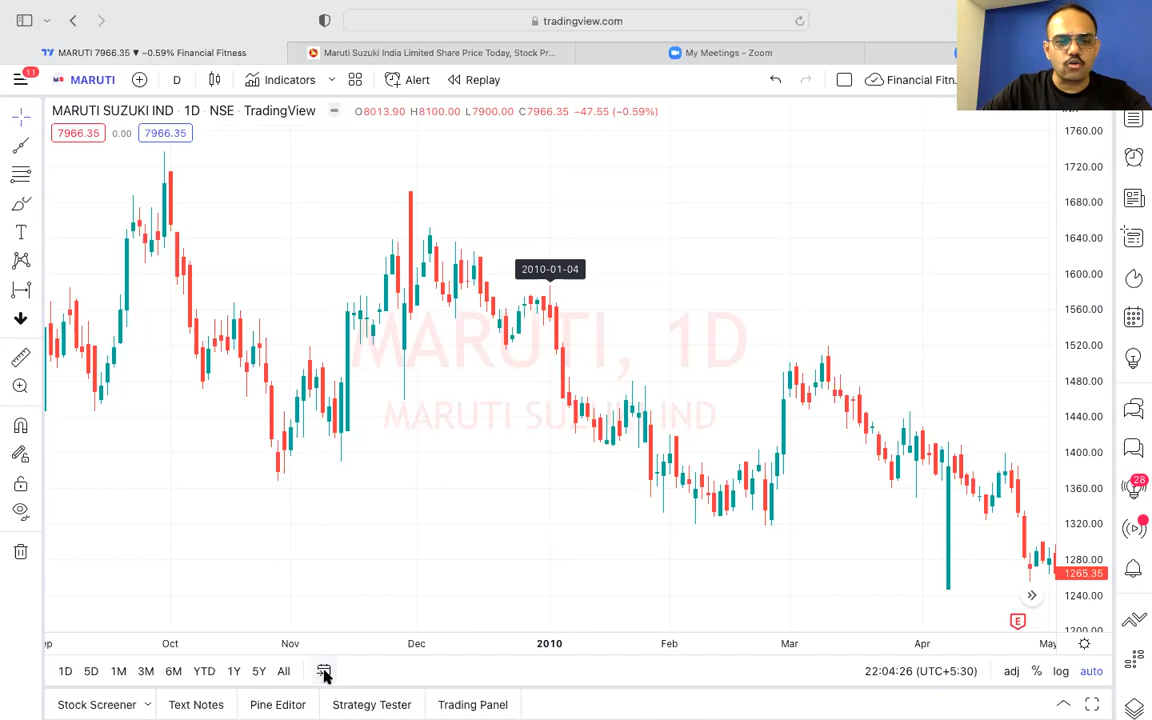 tradingview.com
MARUTI 7966.35 ▼ −0.59% Financial Fitness
Maruti Suzuki India Limited Share Price Today, Stock Pr...
My Meetings - Zoom
11
MARUTI
D
Indicators
Alert
Replay
Financial Fitn..
MARUTI SUZUKI IND · 1D · NSE · TradingView
O8013.90 H8100.00 L7900.00 C7966.35 −47.55 (−0.59%)
7966.35 0.00 7966.35
1760.00
1720.00
1680.00
1640.00
1600.00
1560.00
1520.00
1480.00
1440.00
1400.00
1360.00
1320.00
1280.00
1265.35
1240.00
1200.00
2010-01-04
MARUTI, 1D
MARUTI SUZUKI IND
28
E
Oct Nov Dec 2010 Feb Mar Apr May
1D 5D 1M 3M 6M YTD 1Y 5Y All
22:04:26 (UTC+5:30) adj % log auto
Stock Screener Text Notes Pine Editor Strategy Tester Trading Panel